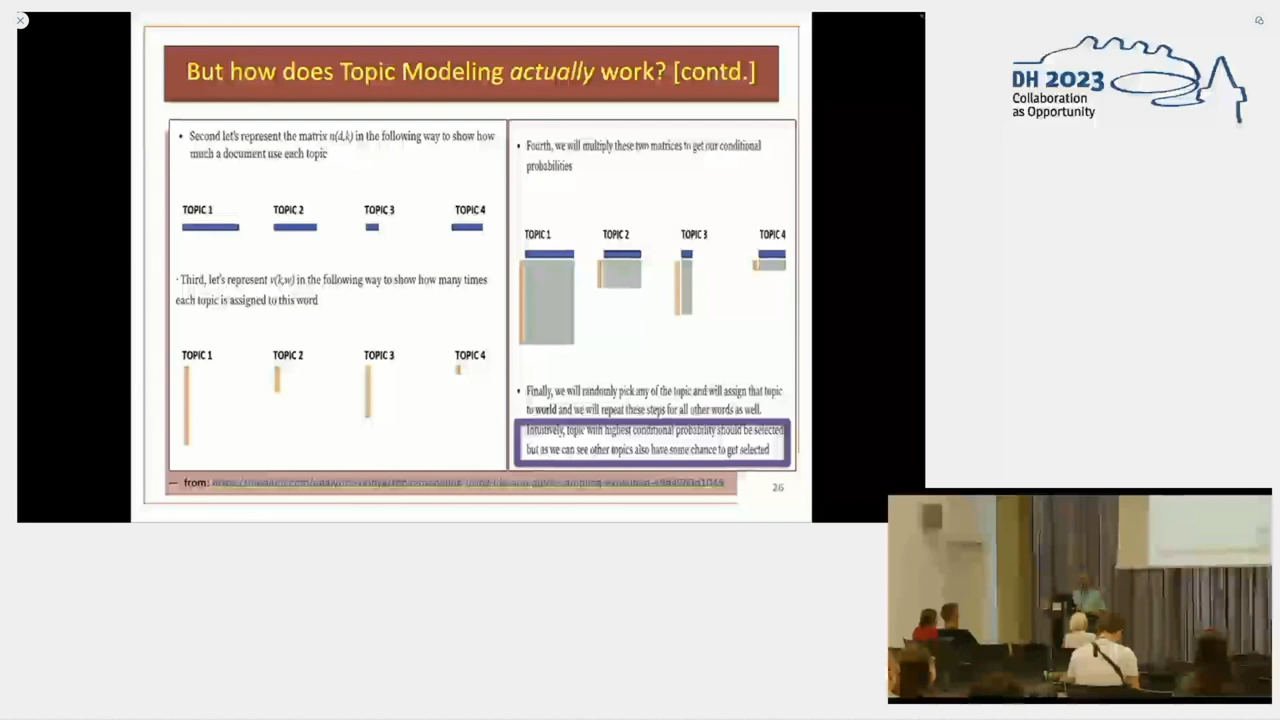 But how does Topic Modeling actually work? [contd.]
• Second let's represent the matrix n(d,k) in the following way to show how
much a document use each topic
TOPIC 1 TOPIC 2 TOPIC 3 TOPIC 4
· Third, let's represent v(k,w) in the following way to show how many times
each topic is assigned to this word
TOPIC 1 TOPIC 2 TOPIC 3 TOPIC 4
• Fourth, we will multiply these two matrices to get our conditional
probabilities
TOPIC 1 TOPIC 2 TOPIC 3 TOPIC 4
• Finally, we will randomly pick any of the topic and will assign that topic
to world and we will repeat these steps for all other words as well.
Intuitively, topic with highest conditional probability should be selected
but as we can see other topics also have some chance to get selected
— from:
26
DH 2023
Collaboration
as Opportunity